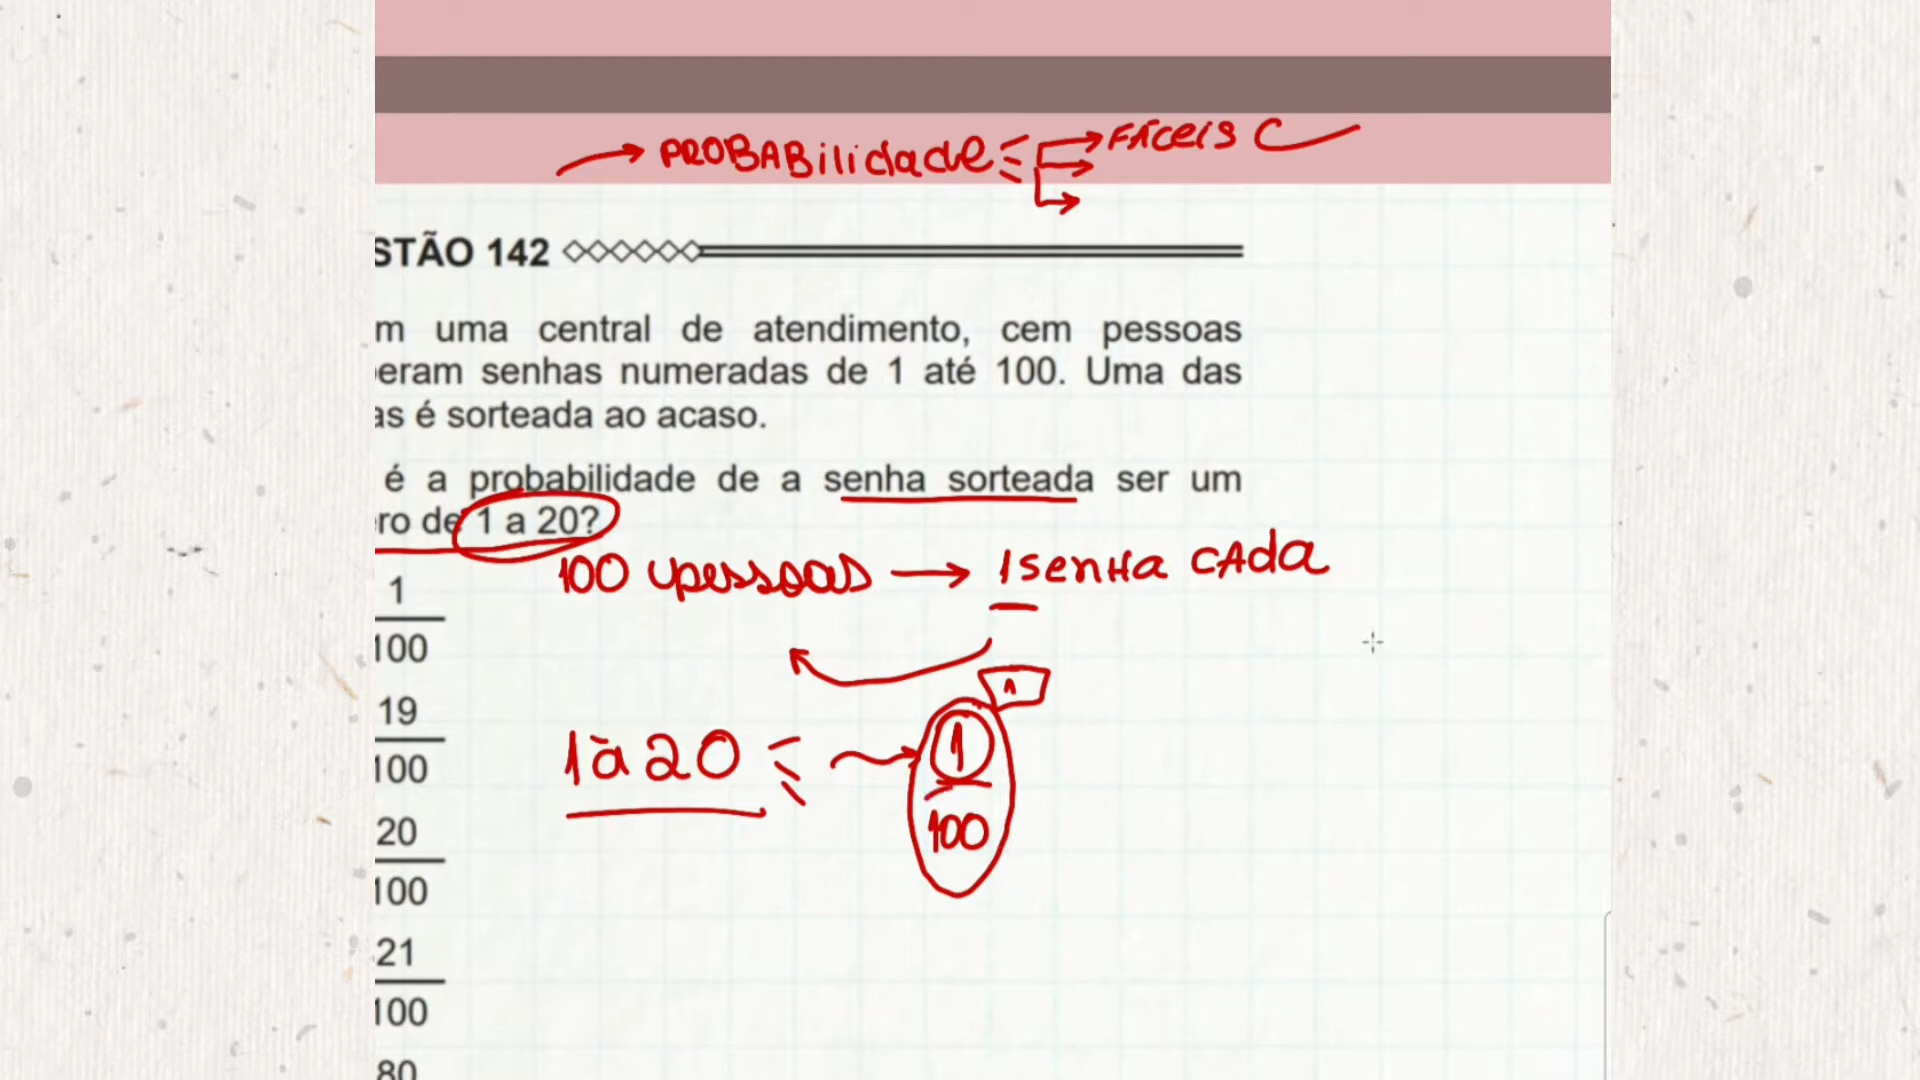 PROBABilidade FÁceis
STÃO 142
m uma central de atendimento, cem pessoas
eram senhas numeradas de 1 até 100. Uma das
as é sorteada ao acaso.
é a probabilidade de a senha sorteada ser um
ro de 1 a 20?
100 pessoas 1 senHa cAda
1
100
19
100
20
100
21
100
80
1
1 à 20
1
100